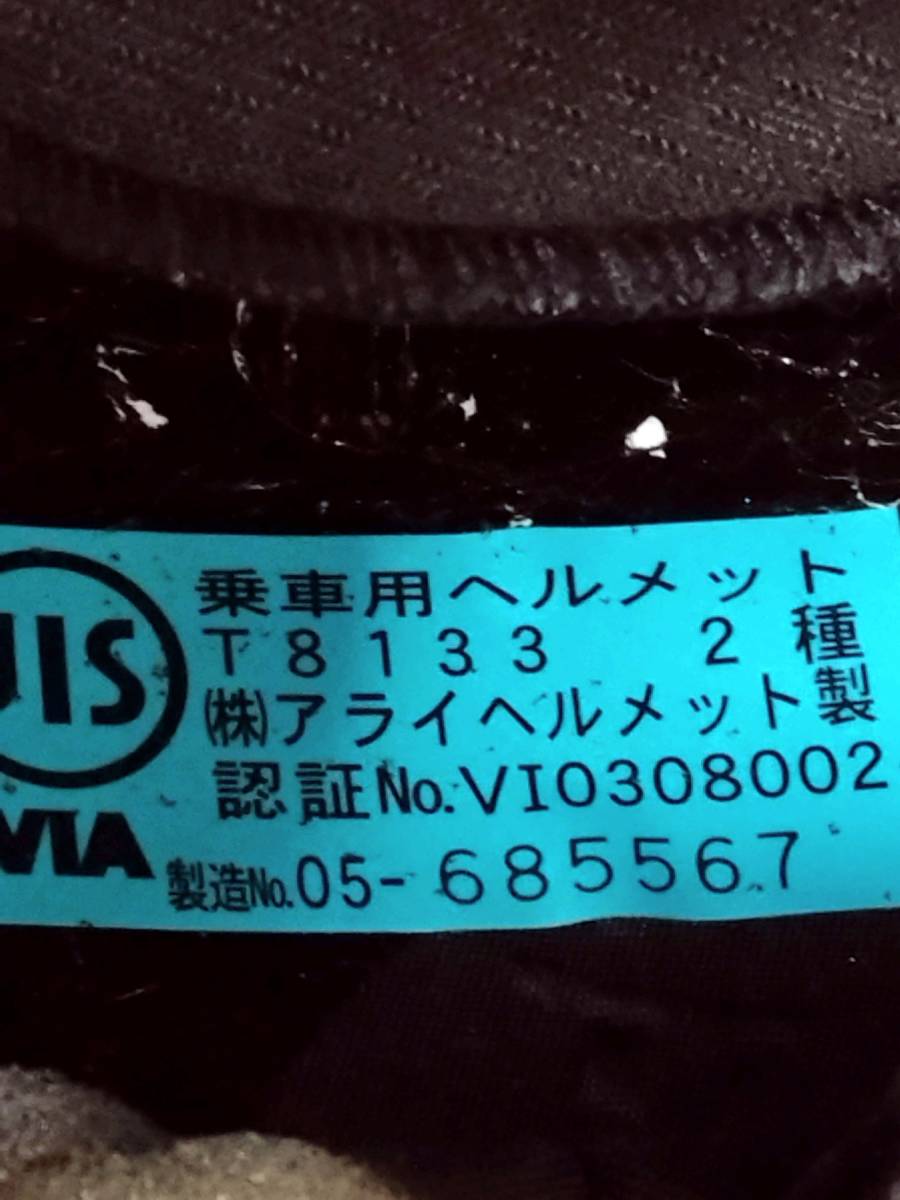 JIS
乗車用ヘルメット
T8133 2種
㈱アライヘルメット製
認証No.VI0308002
VIA
製造No.05-685567